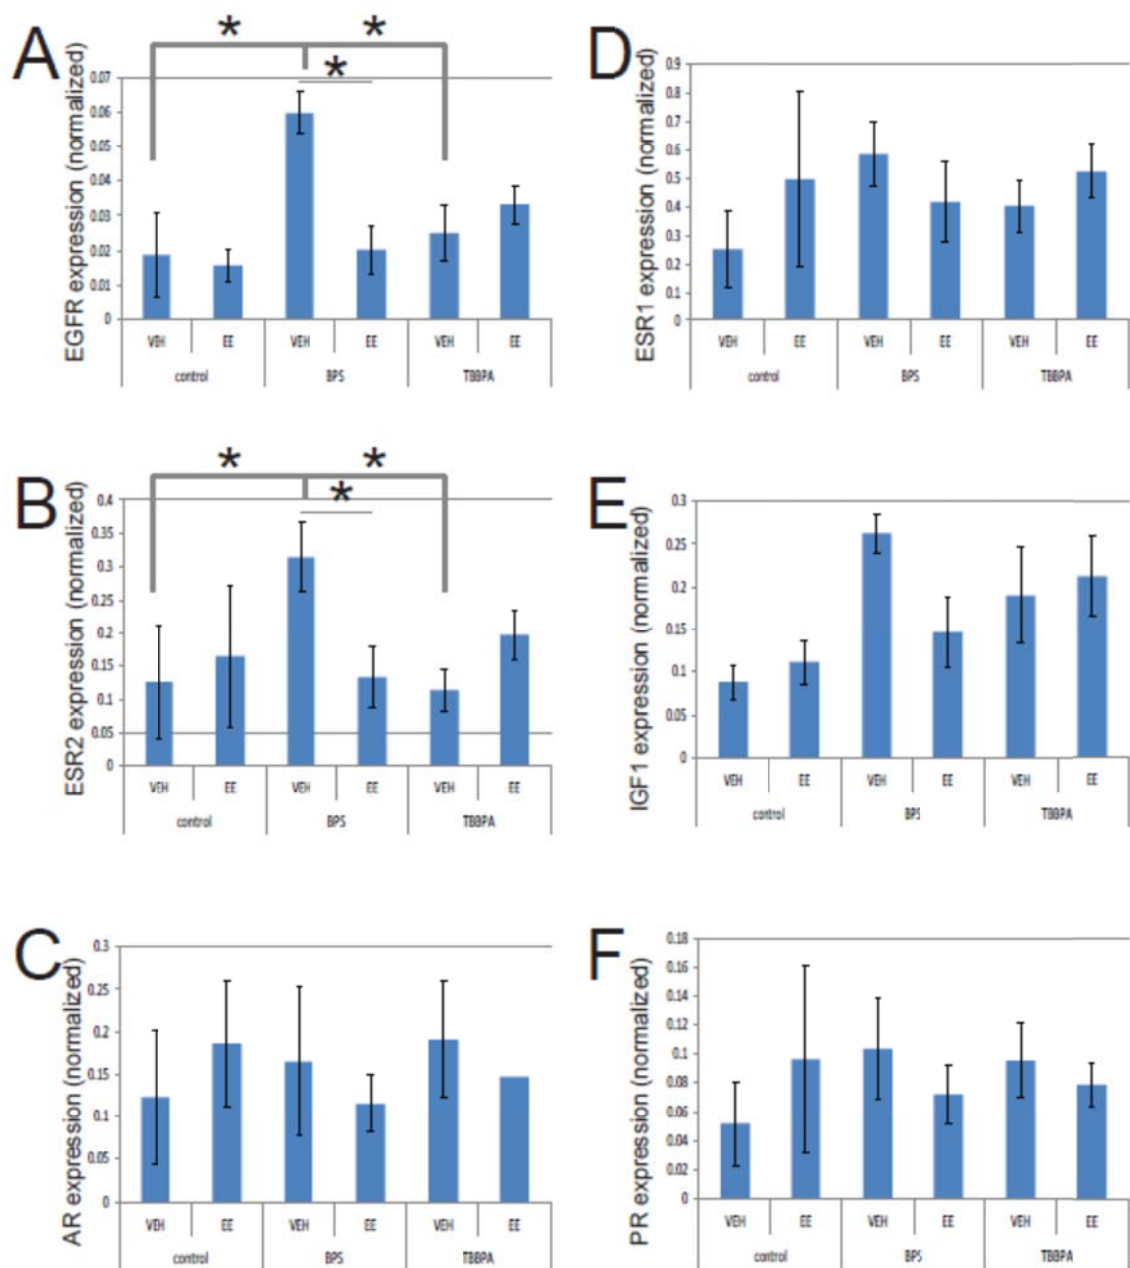 A
* *
*
EGFR expression (normalized)
0.07
0.06
0.05
0.04
0.03
0.02
0.01
0
VEH EE VEH EE VEH EE
control BPS TBBPA
D
ESR1 expression (normalized)
0.9
0.8
0.7
0.6
0.5
0.4
0.3
0.2
0.1
0
VEH EE VEH EE VEH EE
control BPS TBBPA
B
* *
*
ESR2 expression (normalized)
0.4
0.35
0.3
0.25
0.2
0.15
0.1
0.05
0
VEH EE VEH EE VEH EE
control BPS TBBPA
E
IGF1 expression (normalized)
0.3
0.25
0.2
0.15
0.1
0.05
0
VEH EE VEH EE VEH EE
control BPS TBBPA
C
AR expression (normalized)
0.3
0.25
0.2
0.15
0.1
0.05
0
VEH EE VEH EE VEH EE
control BPS TBBPA
F
PR expression (normalized)
0.18
0.16
0.14
0.12
0.1
0.08
0.06
0.04
0.02
0
VEH EE VEH EE VEH EE
control BPS TBBPA